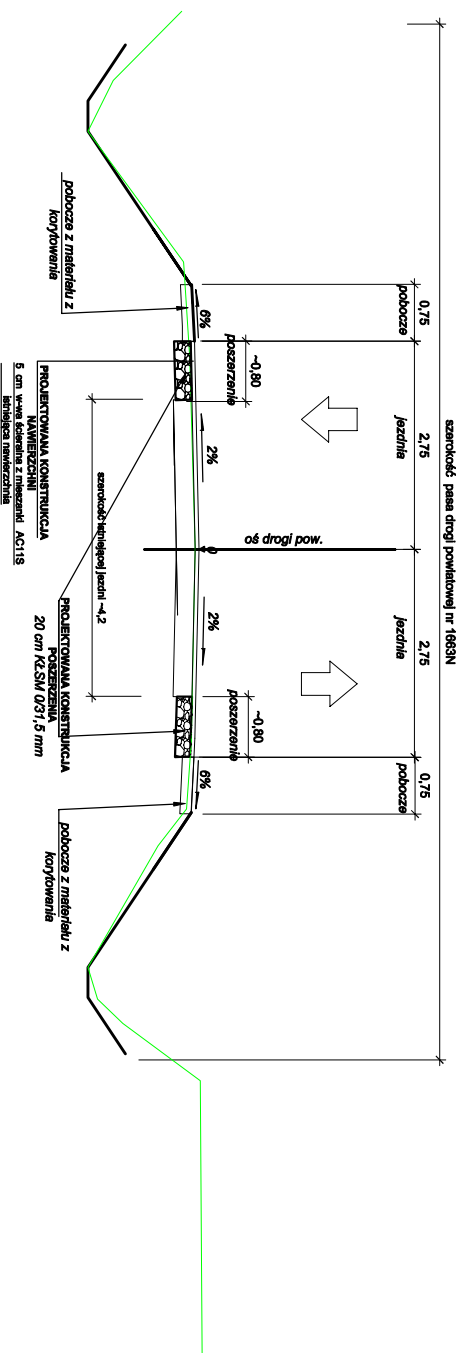 szerokość pasa drogi powiatowej nr 1663N
0,75
2,75
2,75
0,75
pobocze
jezdnia
jezdnia
pobocze
~0,80
poszerzenie
~0,80
poszerzenie
oś drogi pow.
6%
2%
2%
6%
0
szerokość istniejącej jezdni ~4,2
pobocze z materiału z
korytowania
PROJEKTOWANA KONSTRUKCJA
NAWIERZCHNI
5 cm w-wa ścieralna z mieszanki AC11S
istniejąca nawierzchnia
PROJEKTOWANA KONSTRUKCJA
POSZERZENIA
20 cm KŁSM 0/31,5 mm
pobocze z materiału z
korytowania